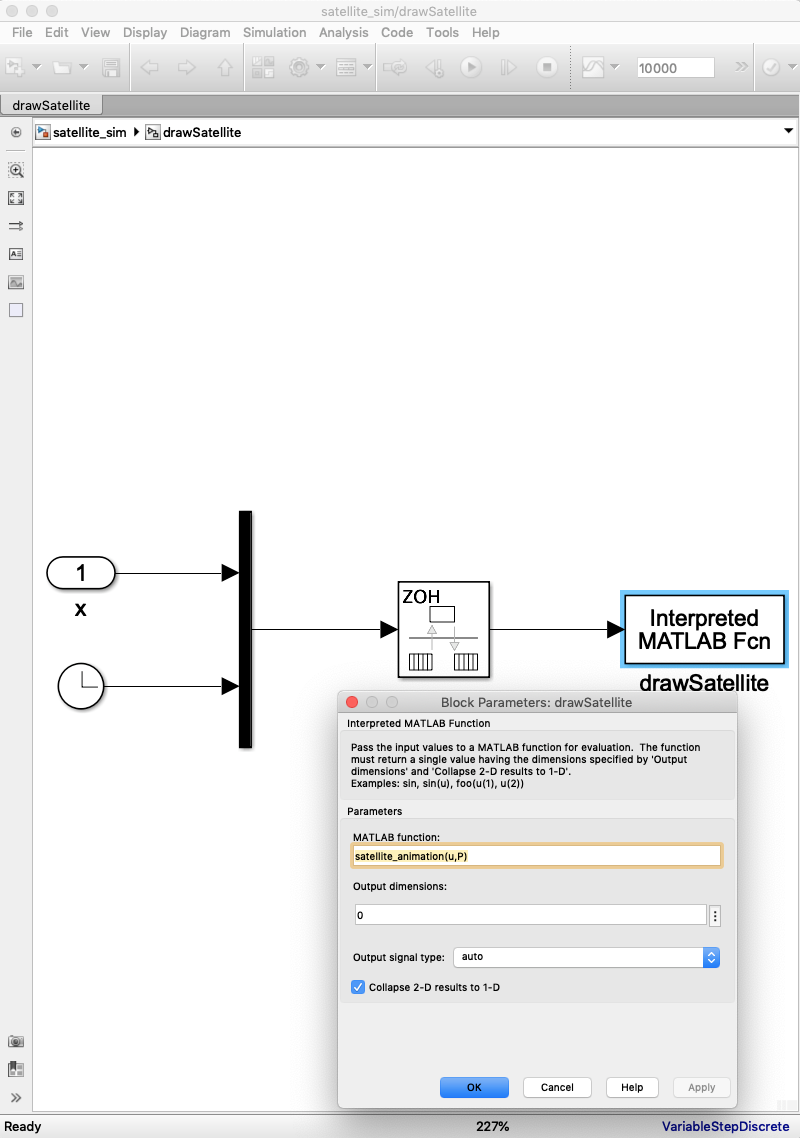 satellite_sim/drawSatellite
File Edit View Display Diagram Simulation Analysis Code Tools Help
10000
drawSatellite
satellite_sim drawSatellite
1
x
ZOH
Interpreted
MATLAB Fcn
drawSatellite
Block Parameters: drawSatellite
Interpreted MATLAB Function
Pass the input values to a MATLAB function for evaluation. The function
must return a single value having the dimensions specified by 'Output
dimensions' and 'Collapse 2-D results to 1-D'.
Examples: sin, sin(u), foo(u(1), u(2))
Parameters
MATLAB function:
satellite_animation(u,P)
Output dimensions:
0
Output signal type: auto
Collapse 2-D results to 1-D
OK Cancel Help Apply
Ready 227% VariableStepDiscrete